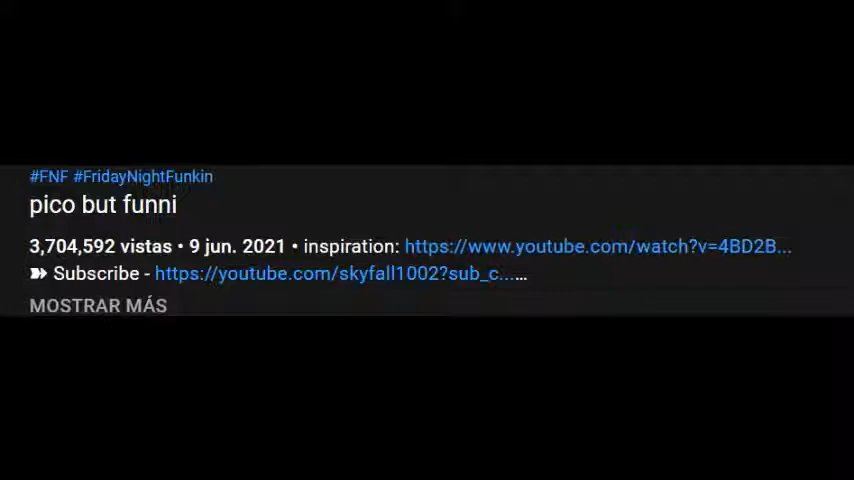 #FNF #FridayNightFunkin
pico but funni
3,704,592 vistas • 9 jun. 2021 • inspiration: https://www.youtube.com/watch?v=4BD2B...
➽ Subscribe - https://youtube.com/skyfall1002?sub_c......
MOSTRAR MÁS